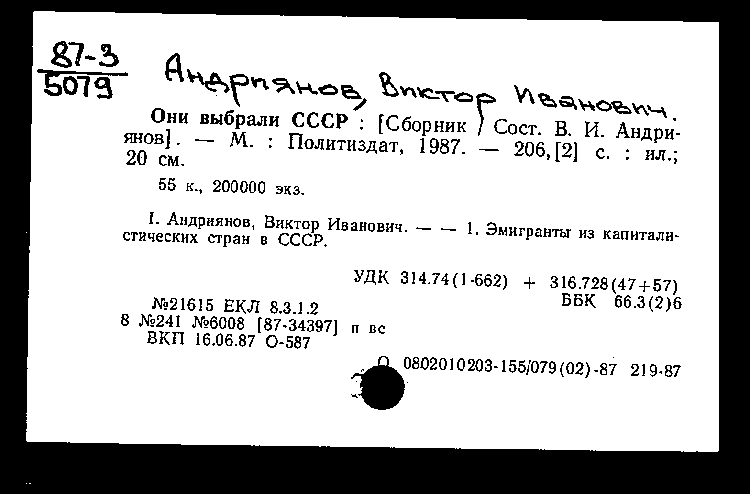 87-3
5079
Андриянов, Виктор Иванович.
Они выбрали СССР : [Сборник / Сост. В. И. Андри-
янов]. — М. : Политиздат, 1987. — 206,[2] с. : ил.;
20 см.
55 к., 200000 экз.
I. Андриянов, Виктор Иванович. — — 1. Эмигранты из капитали-
стических стран в СССР.
УДК 314.74(1-662) + 316.728(47+57)
ББК 66.3(2)6
№21615 ЕКЛ 8.3.1.2
8 №241 №6008 [87-34397] п вс
ВКП 16.06.87 О-587
О 0802010203-155/079(02)-87 219-87